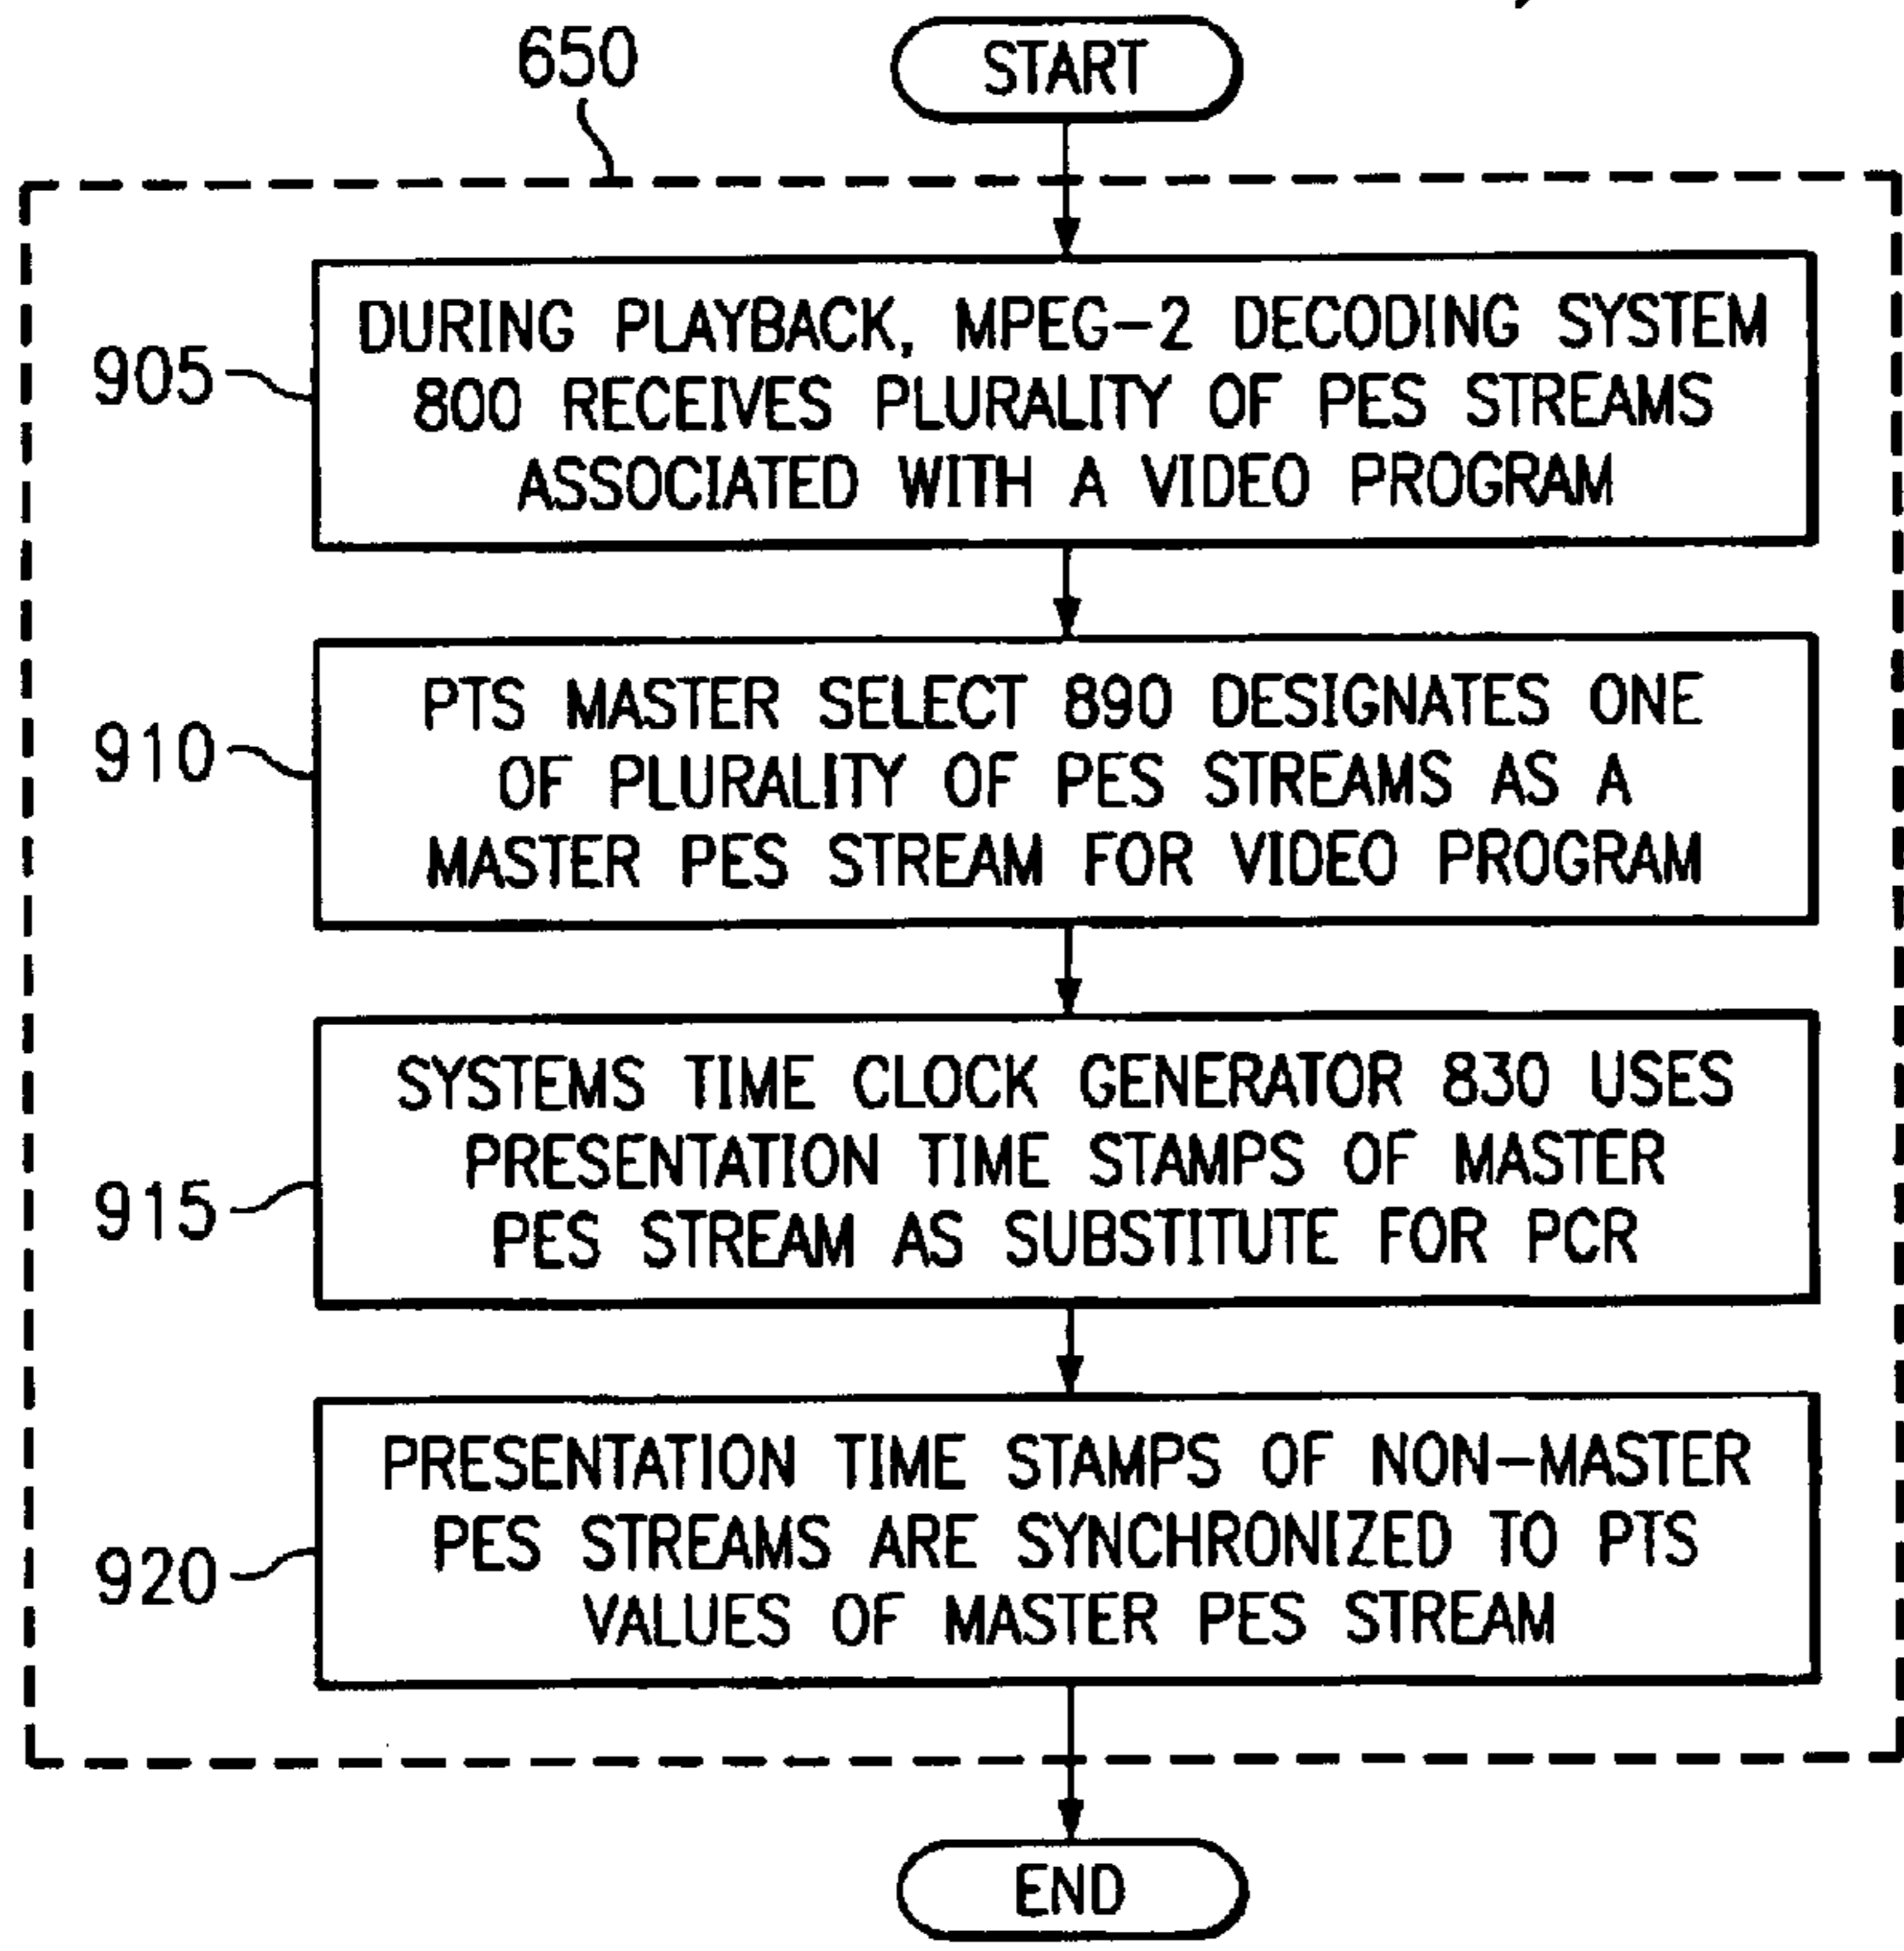 650
START
905
DURING PLAYBACK, MPEG-2 DECODING SYSTEM
800 RECEIVES PLURALITY OF PES STREAMS
ASSOCIATED WITH A VIDEO PROGRAM
910
PTS MASTER SELECT 890 DESIGNATES ONE
OF PLURALITY OF PES STREAMS AS A
MASTER PES STREAM FOR VIDEO PROGRAM
915
SYSTEMS TIME CLOCK GENERATOR 830 USES
PRESENTATION TIME STAMPS OF MASTER
PES STREAM AS SUBSTITUTE FOR PCR
920
PRESENTATION TIME STAMPS OF NON-MASTER
PES STREAMS ARE SYNCHRONIZED TO PTS
VALUES OF MASTER PES STREAM
END